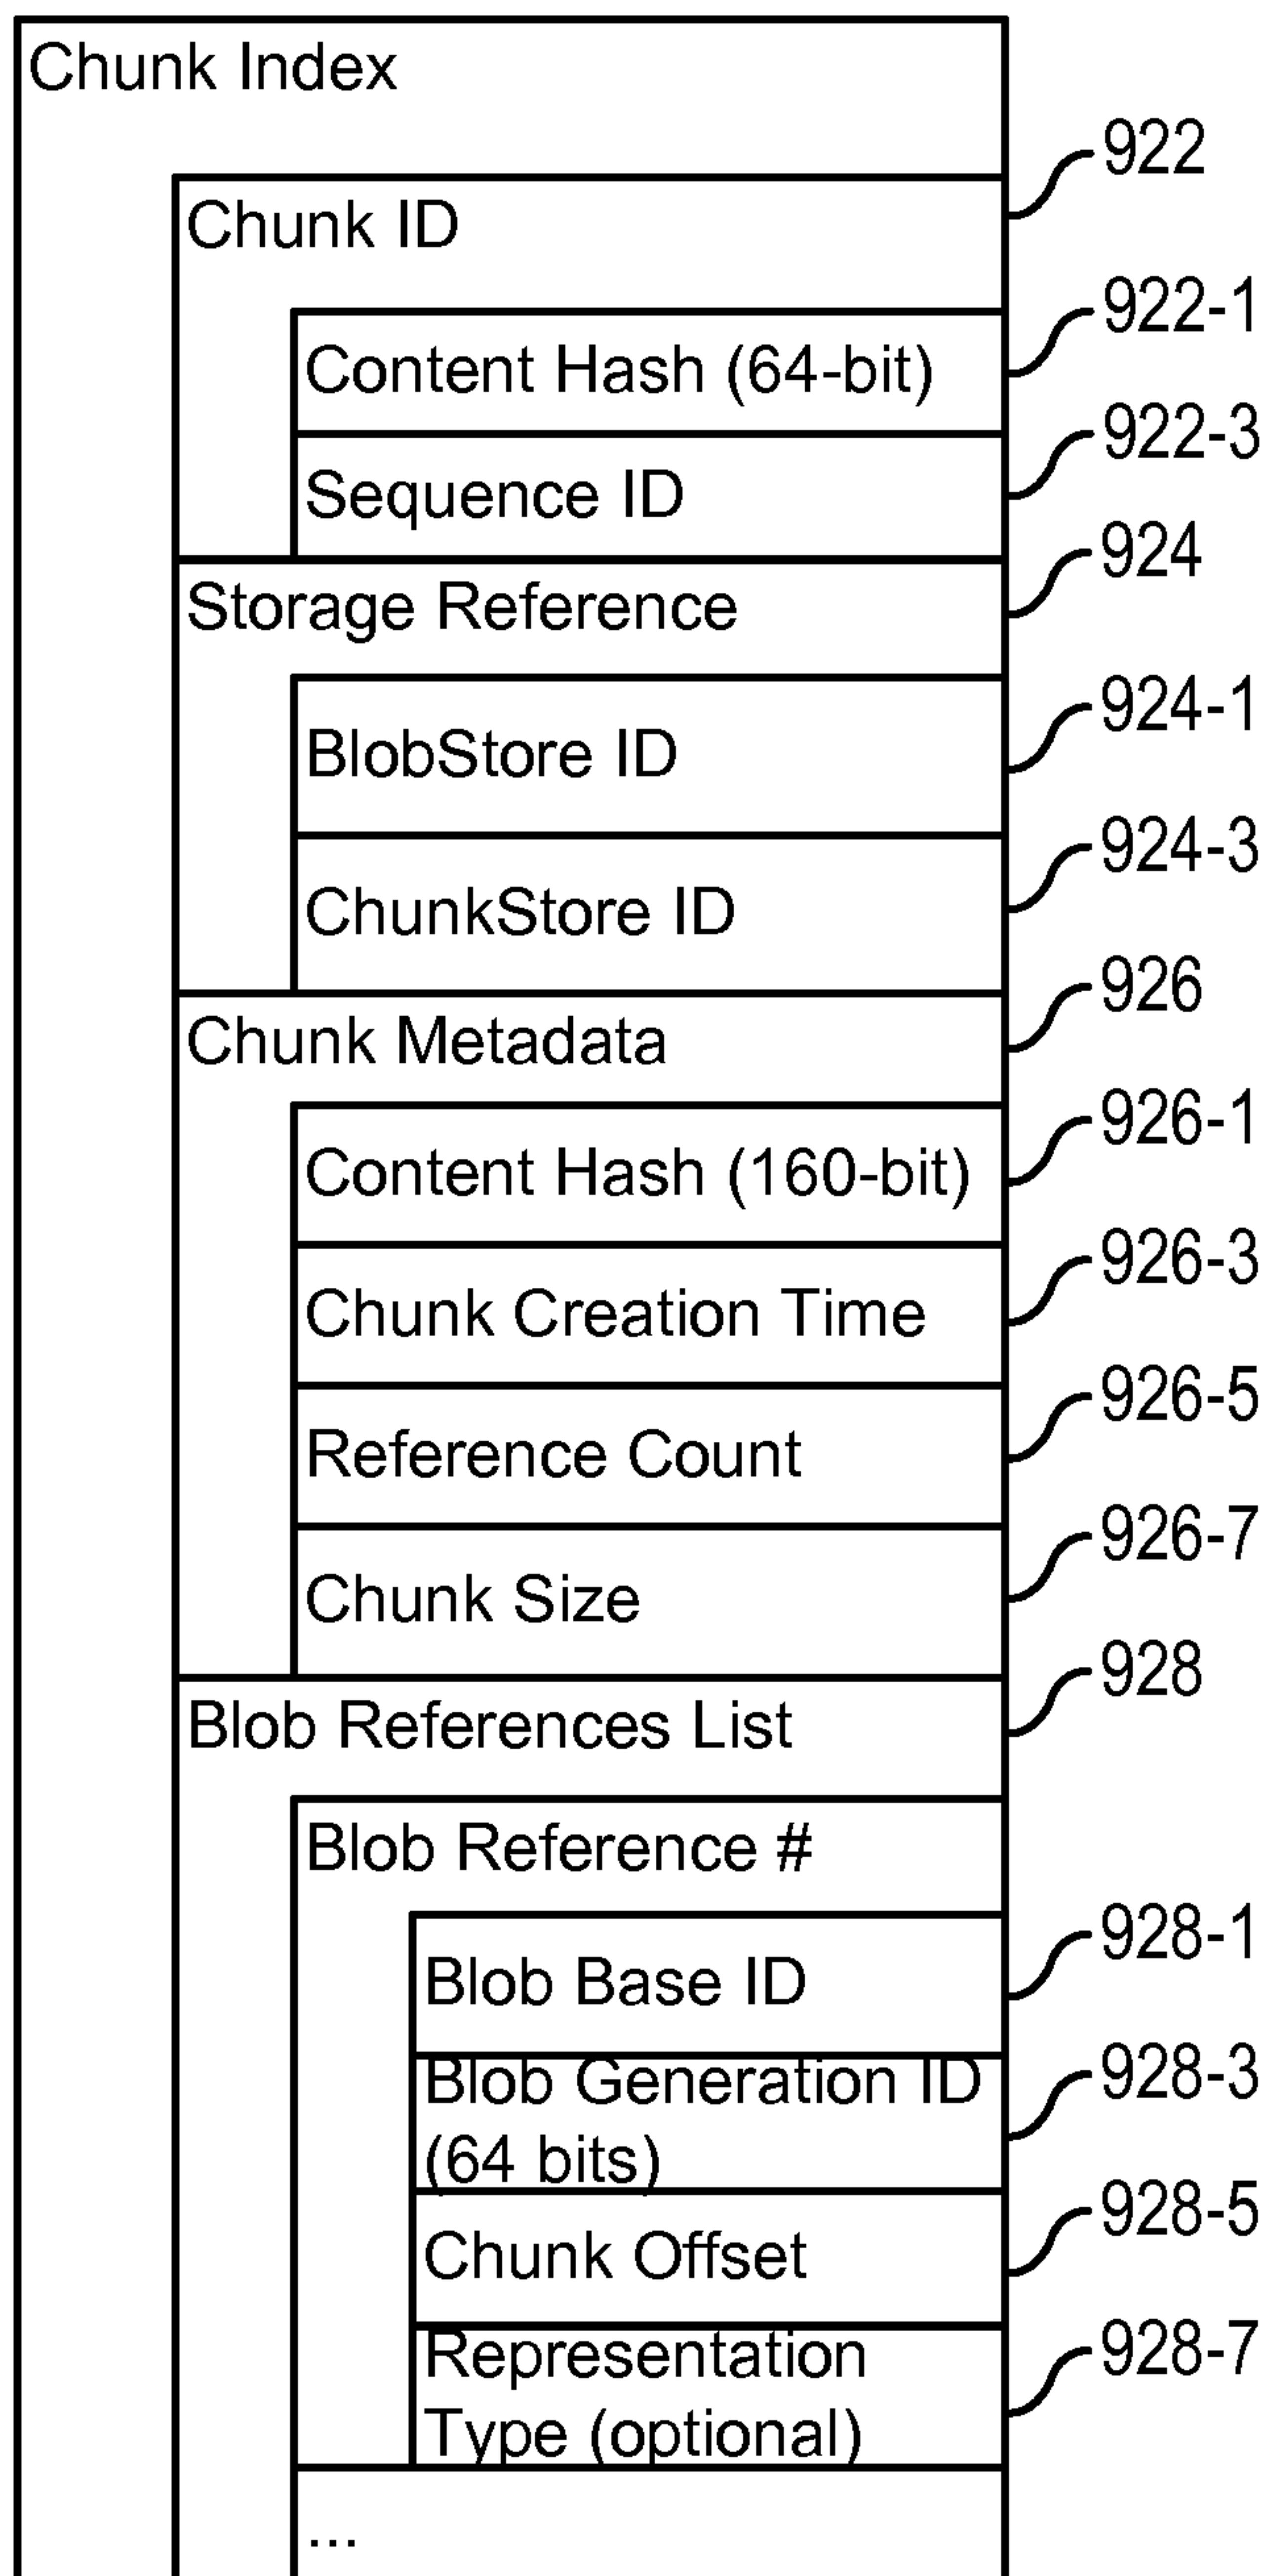 Chunk Index
922
Chunk ID
922-1
Content Hash (64-bit)
922-3
Sequence ID
924
Storage Reference
924-1
BlobStore ID
924-3
ChunkStore ID
926
Chunk Metadata
926-1
Content Hash (160-bit)
926-3
Chunk Creation Time
926-5
Reference Count
926-7
Chunk Size
928
Blob References List
Blob Reference #
928-1
Blob Base ID
928-3
Blob Generation ID
(64 bits)
928-5
Chunk Offset
928-7
Representation
Type (optional)
...